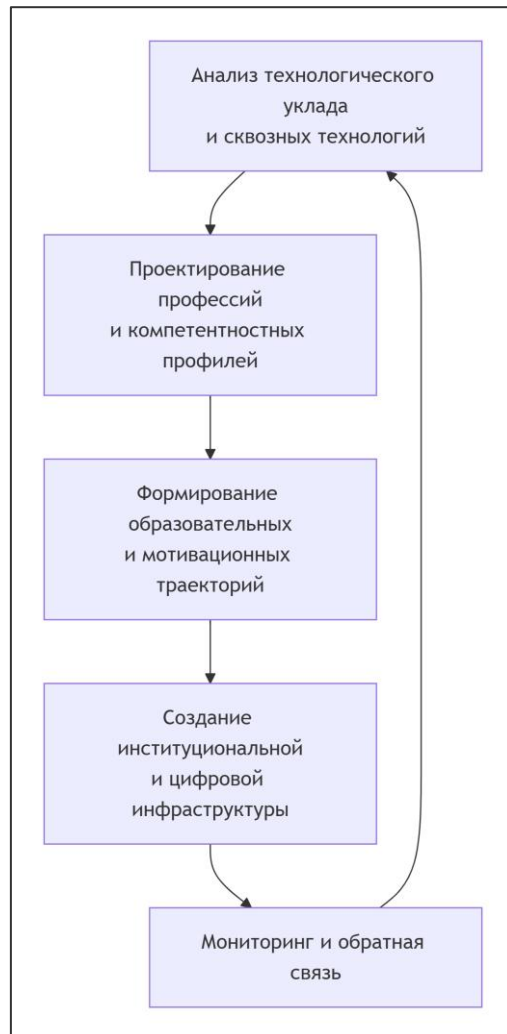 Анализ технологического
уклада
и сквозных технологий
Проектирование
профессий
и компетентностных
профилей
Формирование
образовательных
и мотивационных
траекторий
Создание
институциональной
и цифровой
инфраструктуры
Мониторинг и обратная
связь